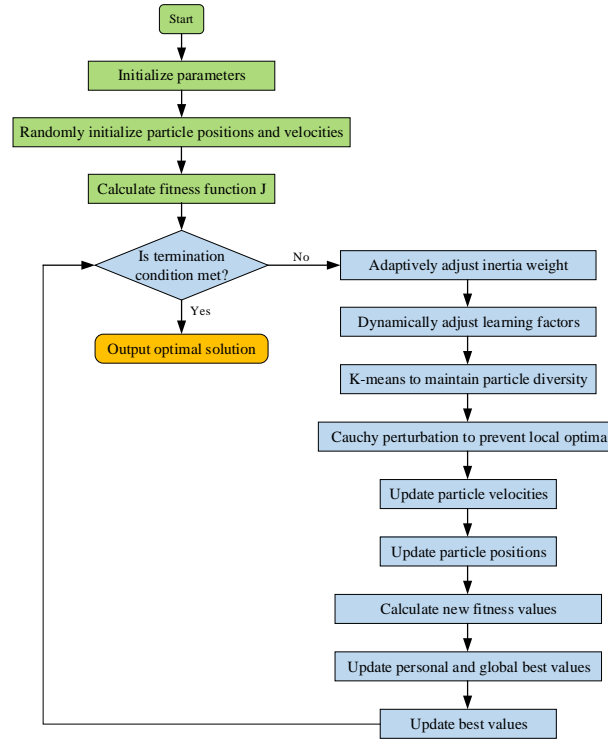 Start
Initialize parameters
Randomly initialize particle positions and velocities
Calculate fitness function J
Is termination
condition met?
No
Yes
Output optimal solution
Adaptively adjust inertia weight
Dynamically adjust learning factors
K-means to maintain particle diversity
Cauchy perturbation to prevent local optima
Update particle velocities
Update particle positions
Calculate new fitness values
Update personal and global best values
Update best values